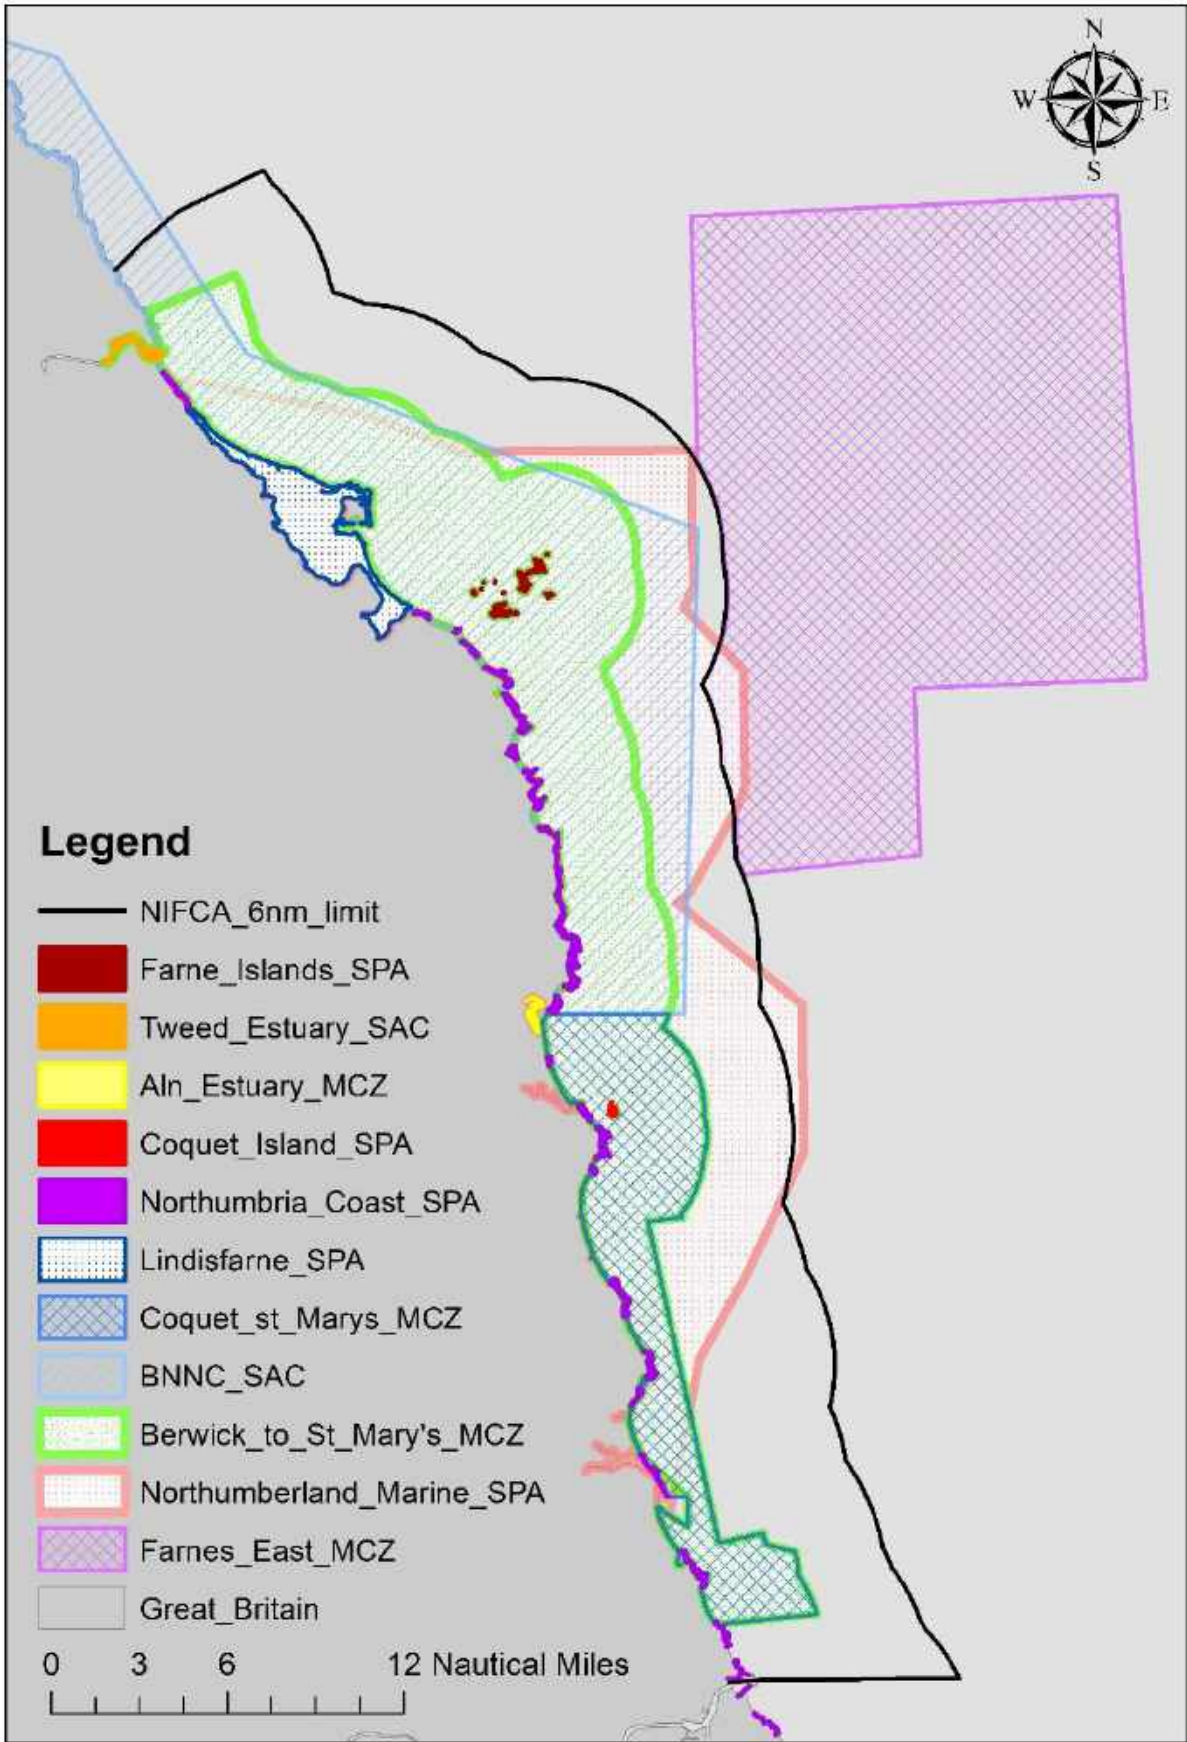 N
W E
S
Legend
NIFCA_6nm_limit
Farne_Islands_SPA
Tweed_Estuary_SAC
Aln_Estuary_MCZ
Coquet_Island_SPA
Northumbria_Coast_SPA
Lindisfarne_SPA
Coquet_st_Marys_MCZ
BNNC_SAC
Berwick_to_St_Mary's_MCZ
Northumberland_Marine_SPA
Farnes_East_MCZ
Great_Britain
0 3 6 12 Nautical Miles